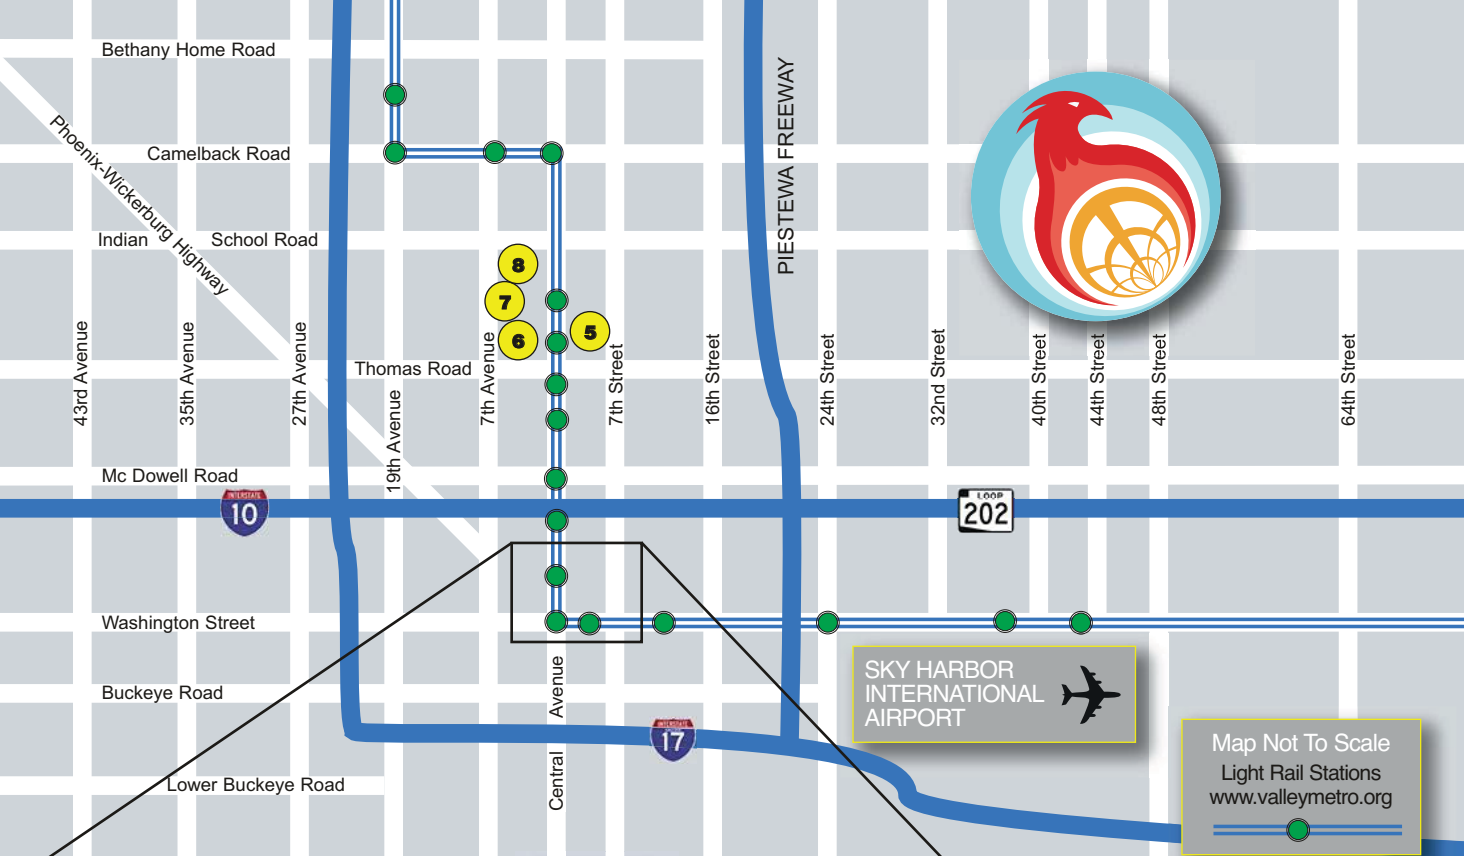 Bethany Home Road
PIESTEWA FREEWAY
Phoenix-Wickerburg Highway
Camelback Road
Indian School Road
8
7
5
6
43rd Avenue
35th Avenue
27th Avenue
Thomas Road
19th Avenue
7th Avenue
7th Street
16th Street
24th Street
32nd Street
40th Street
44th Street
48th Street
64th Street
Mc Dowell Road
INTERSTATE
10
LOOP
202
Washington Street
SKY HARBOR
INTERNATIONAL
AIRPORT
Buckeye Road
Central Avenue
INTERSTATE
17
Lower Buckeye Road
Map Not To Scale
Light Rail Stations
www.valleymetro.org